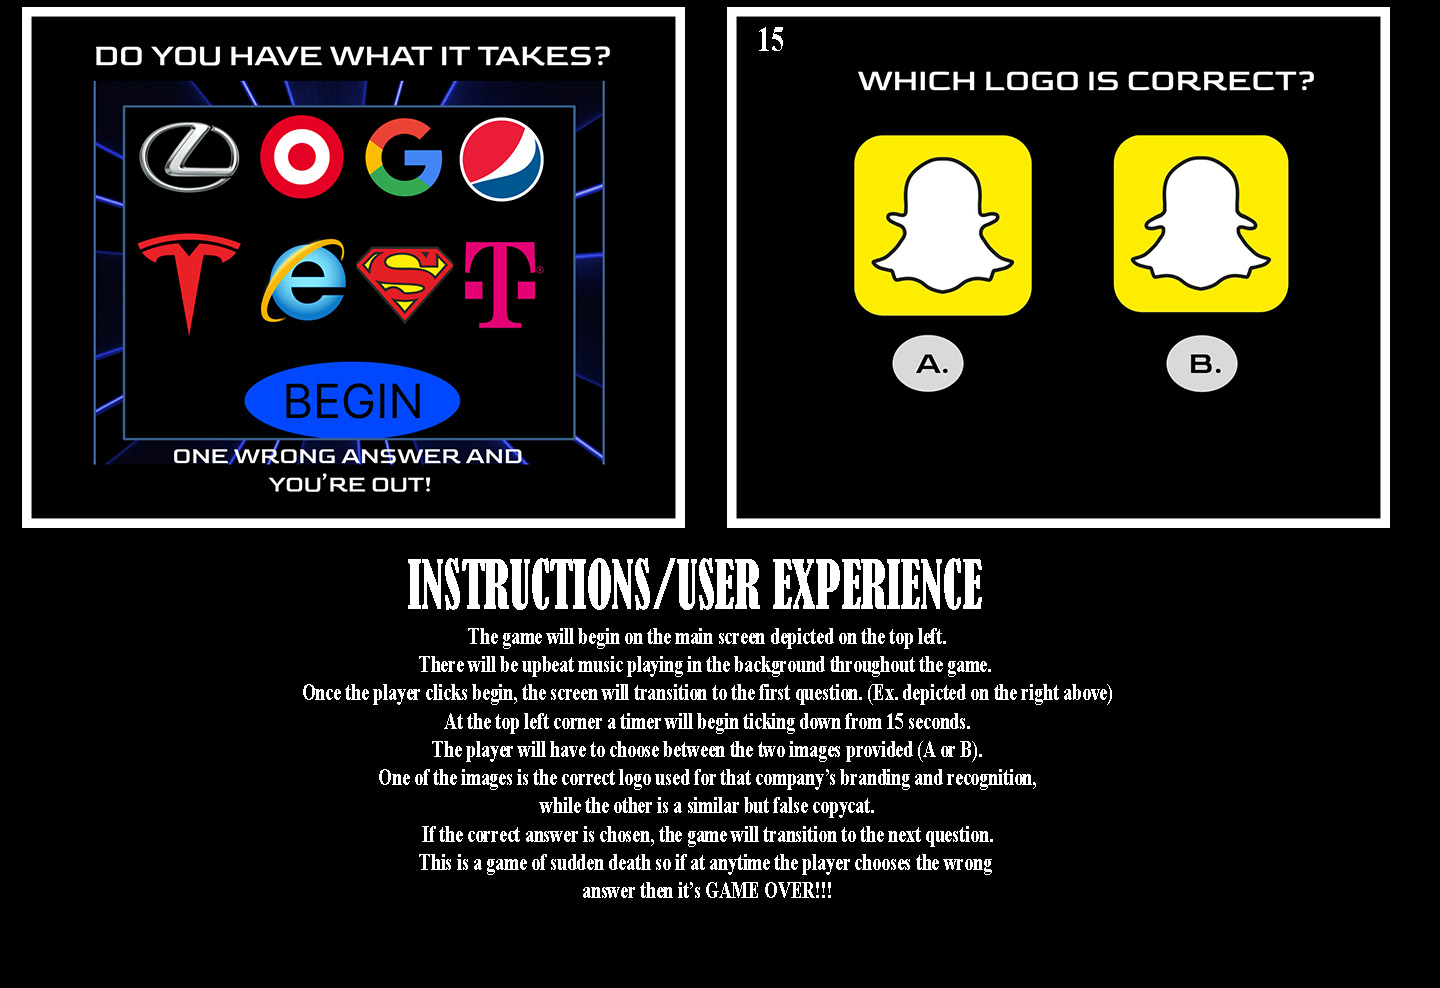 DO YOU HAVE WHAT IT TAKES?
BEGIN
ONE WRONG ANSWER AND
YOU'RE OUT!
15
WHICH LOGO IS CORRECT?
A.
B.
INSTRUCTIONS/USER EXPERIENCE
The game will begin on the main screen depicted on the top left.
There will be upbeat music playing in the background throughout the game.
Once the player clicks begin, the screen will transition to the first question. (Ex. depicted on the right above)
At the top left corner a timer will begin ticking down from 15 seconds.
The player will have to choose between the two images provided (A or B).
One of the images is the correct logo used for that company's branding and recognition,
while the other is a similar but false copycat.
If the correct answer is chosen, the game will transition to the next question.
This is a game of sudden death so if at anytime the player chooses the wrong
answer then it's GAME OVER!!!